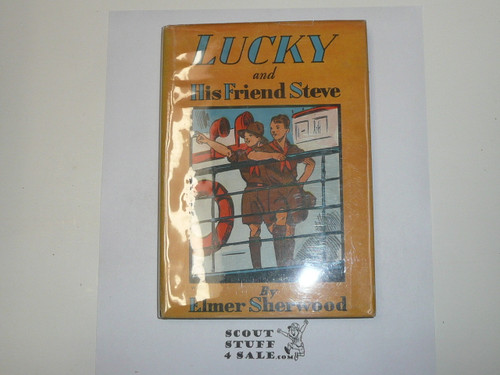 LUCKY
and
His Friend Steve
By
Elmer Sherwood
SCOUT
STUFF
4 SALE.COM